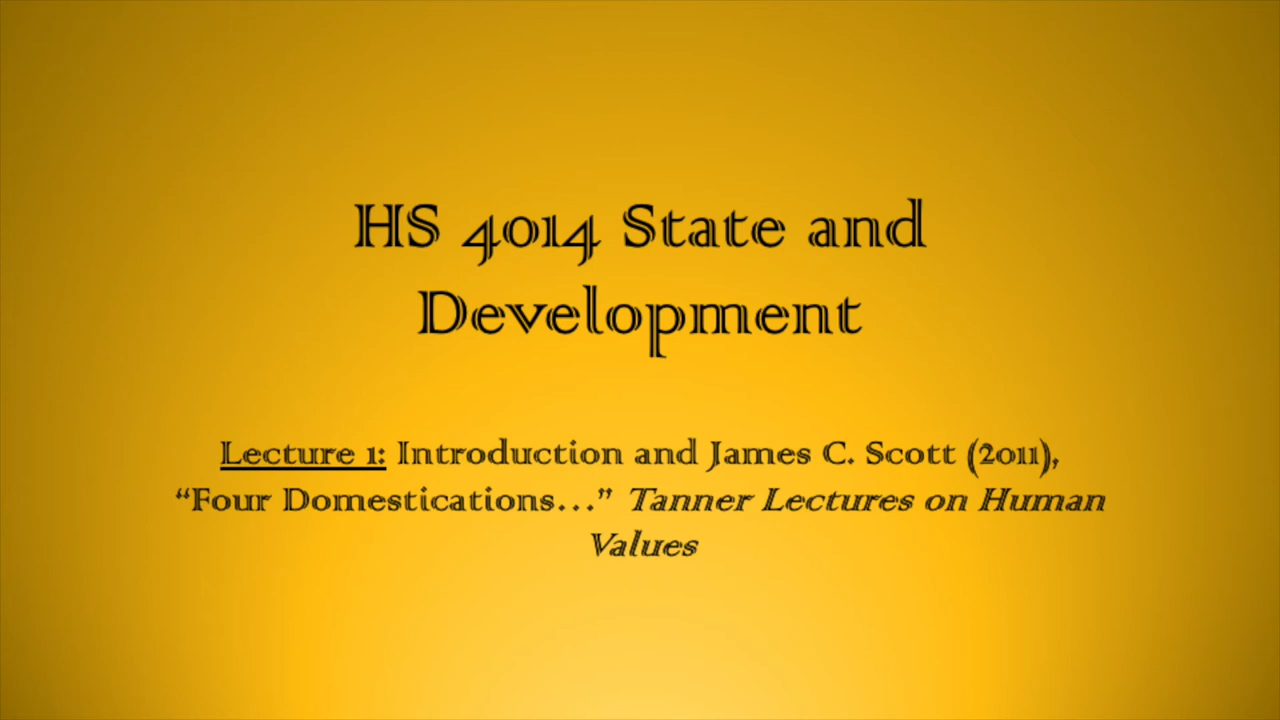 HS 4014 State and
Development
Lecture 1: Introduction and James C. Scott (2011),
“Four Domestications…” Tanner Lectures on Human
Values